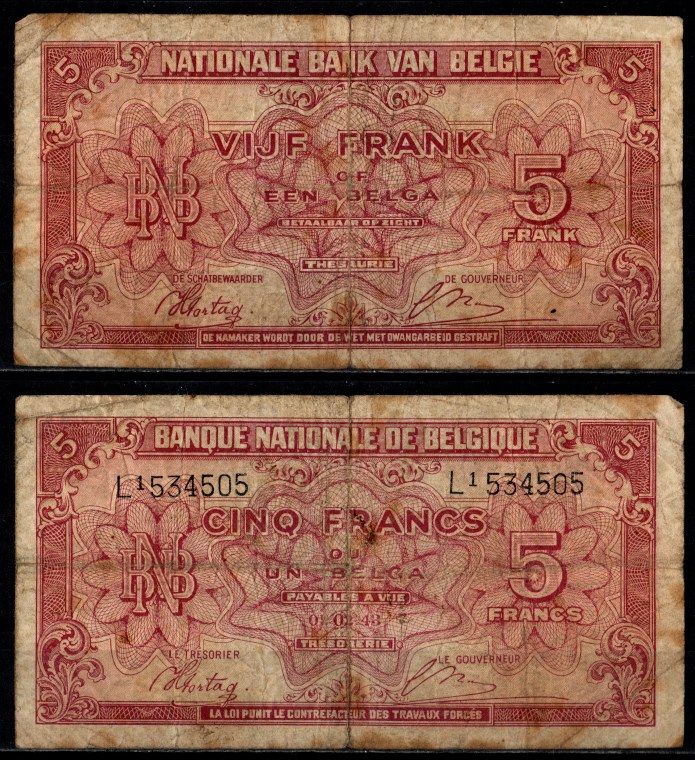 5 NATIONALE BANK VAN BELGIE 5
VIJF FRANK
OF
EEN BELGA
BETAALBAAR OP ZICHT
THESAURIE
BNB
5
FRANK
DE SCHATBEWAARDER DE GOUVERNEUR
DE NAMAKER WORDT DOOR DE WET MET DWANGARBEID GESTRAFT
5 BANQUE NATIONALE DE BELGIQUE 5
L1534505 L1534505
CINQ FRANCS
OU
UN BELGA
PAYABLES A VUE
TRESORERIE
BNB
5
FRANCS
LE TRESORIER LE GOUVERNEUR
LA LOI PUNIT LE CONTREFACTEUR DES TRAVAUX FORCES